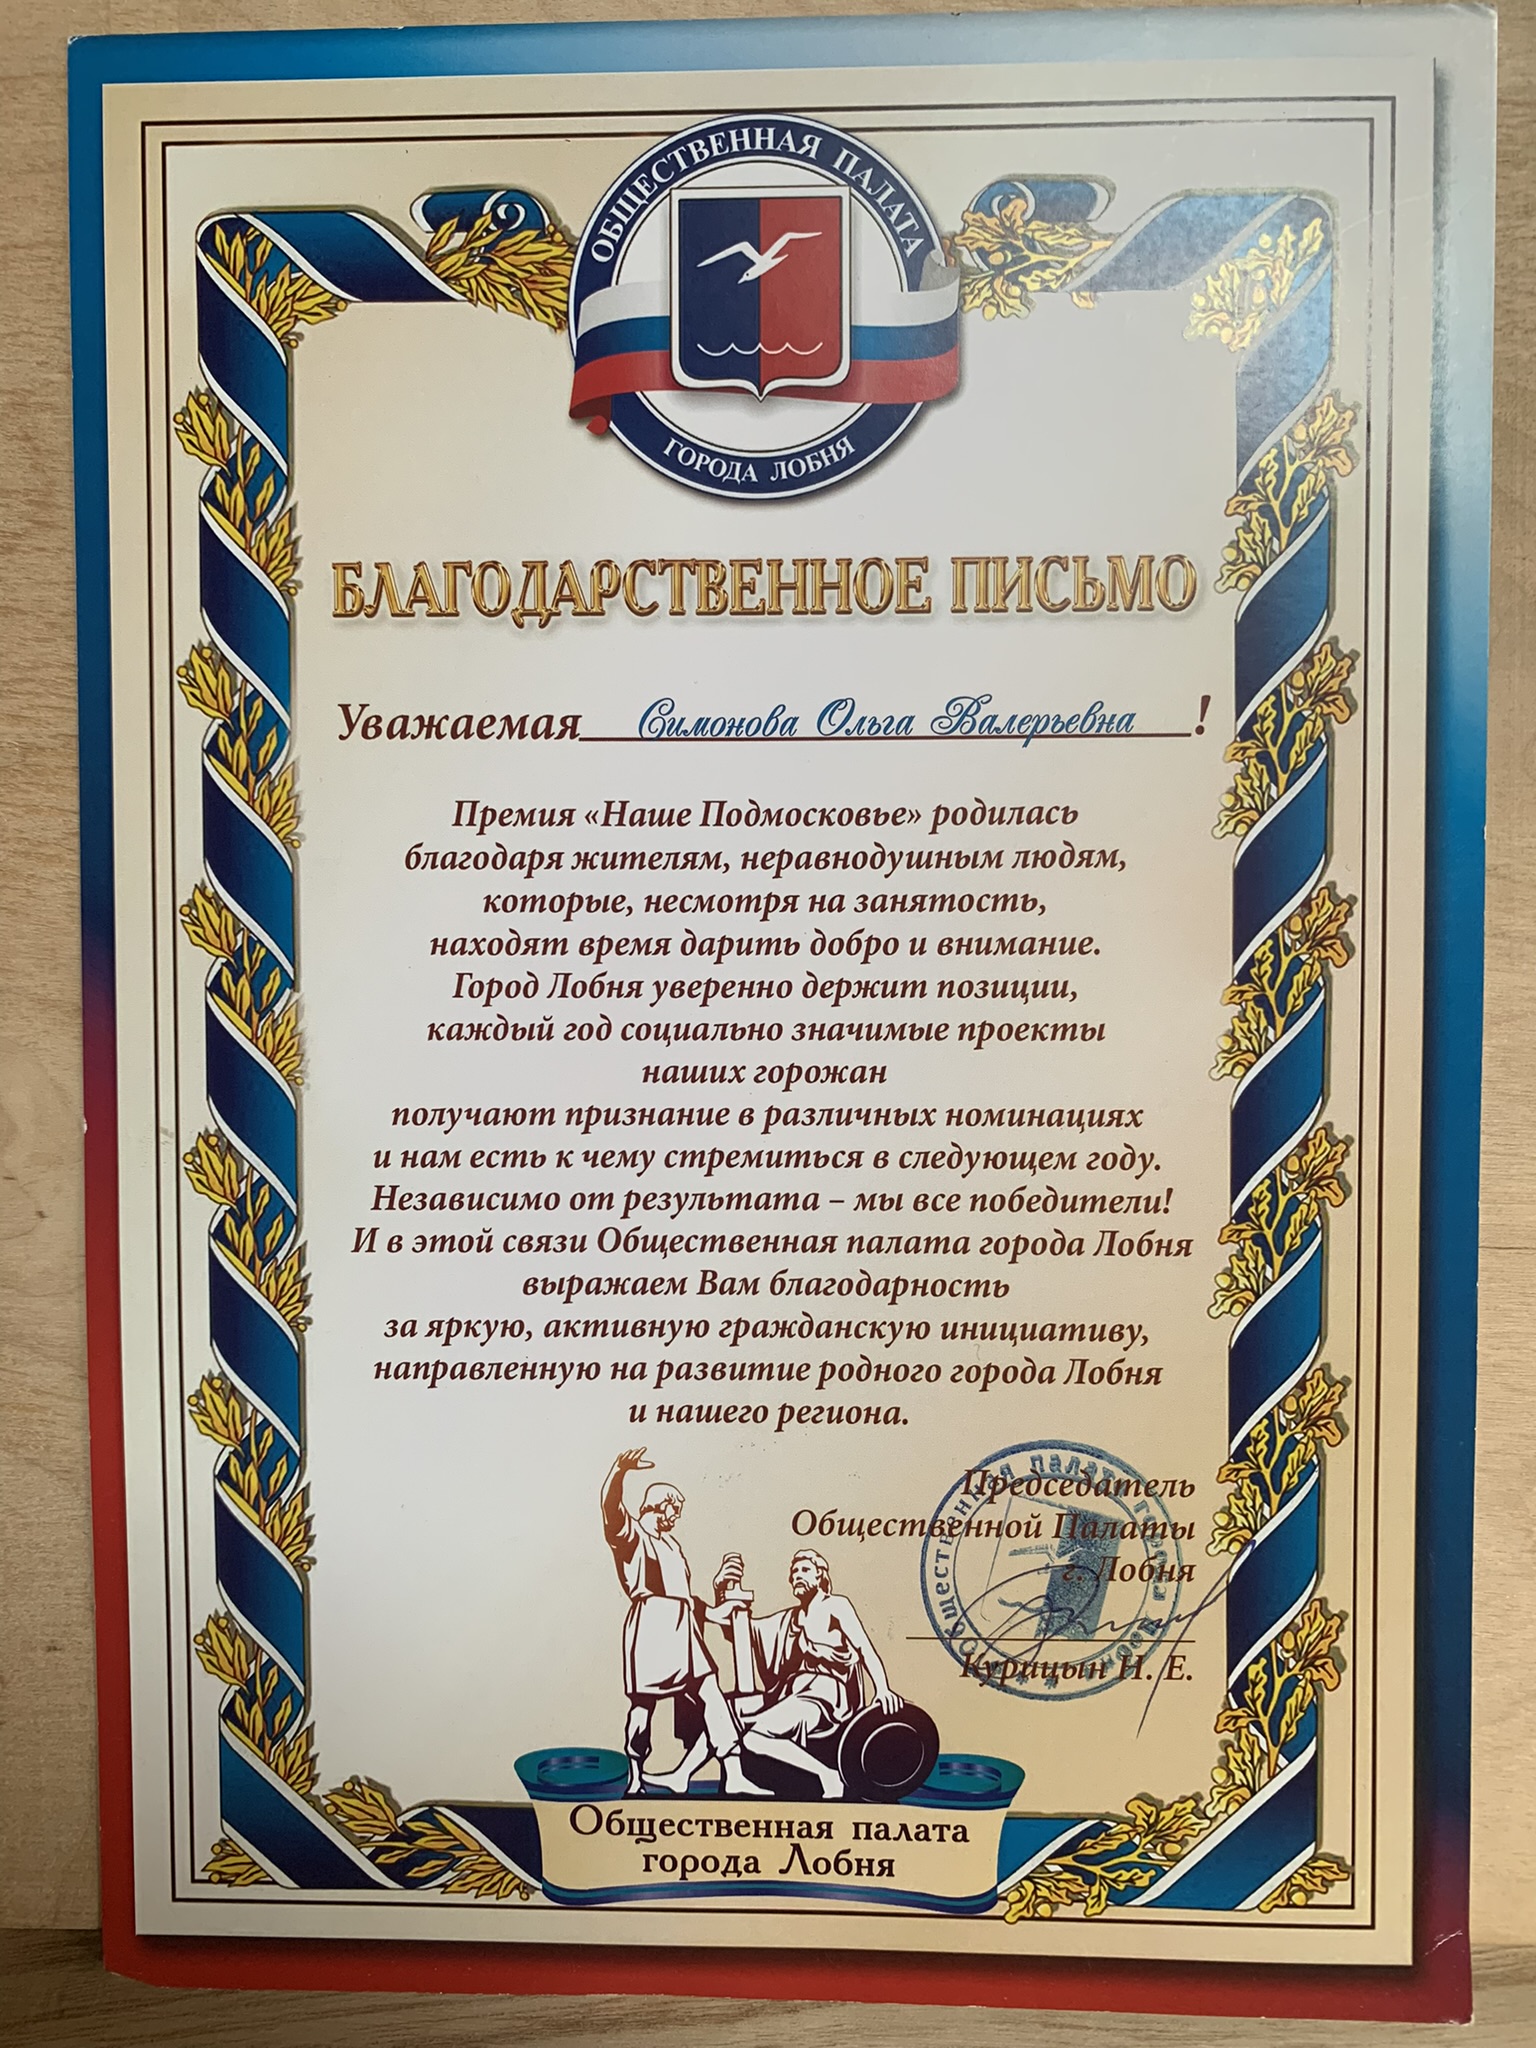 ОБЩЕСТВЕННАЯ ПАЛАТА
ГОРОДА ЛОБНЯ
БЛАГОДАРСТВЕННОЕ ПИСЬМО
Уважаемая Симонова Ольга Валерьевна !
Премия «Наше Подмосковье» родилась
благодаря жителям, неравнодушным людям,
которые, несмотря на занятость,
находят время дарить добро и внимание.
Город Лобня уверенно держит позиции,
каждый год социально значимые проекты
наших горожан
получают признание в различных номинациях
и нам есть к чему стремиться в следующем году.
Независимо от результата – мы все победители!
И в этой связи Общественная палата города Лобня
выражаем Вам благодарность
за яркую, активную гражданскую инициативу,
направленную на развитие родного города Лобня
и нашего региона.
Председатель
Общественной Палаты
г. Лобня
Курицын Н. Е.
Общественная палата города Лобня
Общественная палата
города Лобня